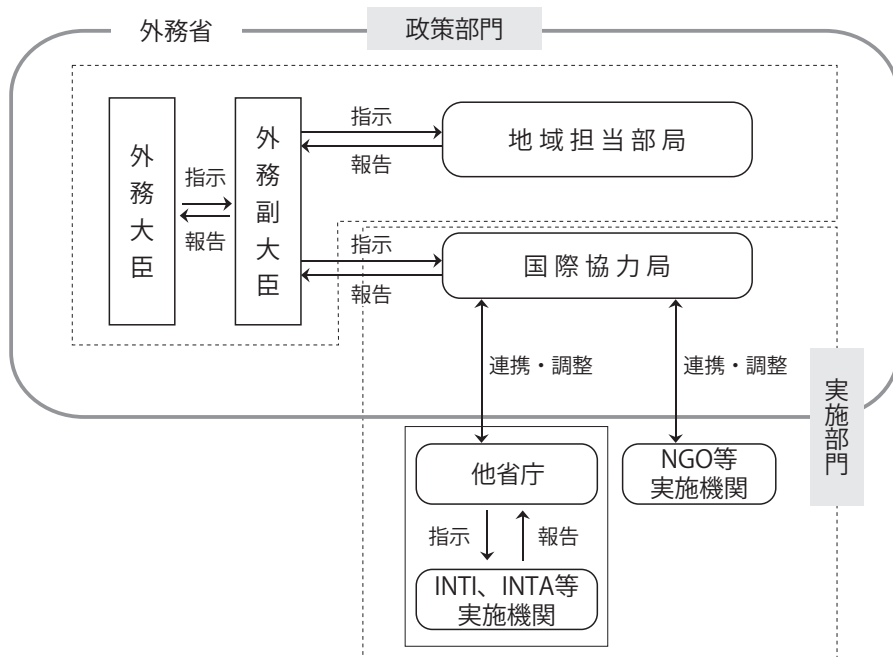 外務省
政策部門
外務大臣
指示
報告
外務副大臣
指示
報告
地域担当部局
指示
報告
国際協力局
連携・調整
連携・調整
実施部門
他省庁
NGO等
実施機関
指示
報告
INTI、INTA等
実施機関